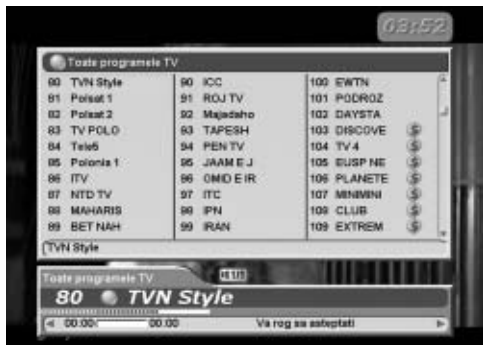 03:52
Toate programele TV
80 TVN Style
81 Polsat 1
82 Polsat 2
83 TV POLO
84 Tele5
85 Polonia 1
86 ITV
87 NTD TV
88 MAHARIS
89 BET NAH
90 ICC
91 ROJ TV
92 Majadaho
93 TAPESH
94 PEN TV
95 JAAM E J
96 OMID E IR
97 ITC
98 IPN
99 IRAN
100 EWTN
101 PODROZ
102 DAYSTA
103 DISCOVE $
104 TV 4 $
105 EUSP NE $
106 PLANETE $
107 MINIMINI $
108 CLUB $
109 EXTREM $
TVN Style
Toate programele TV
80 TVN Style
00.00 00.00 Va rog sa asteptati